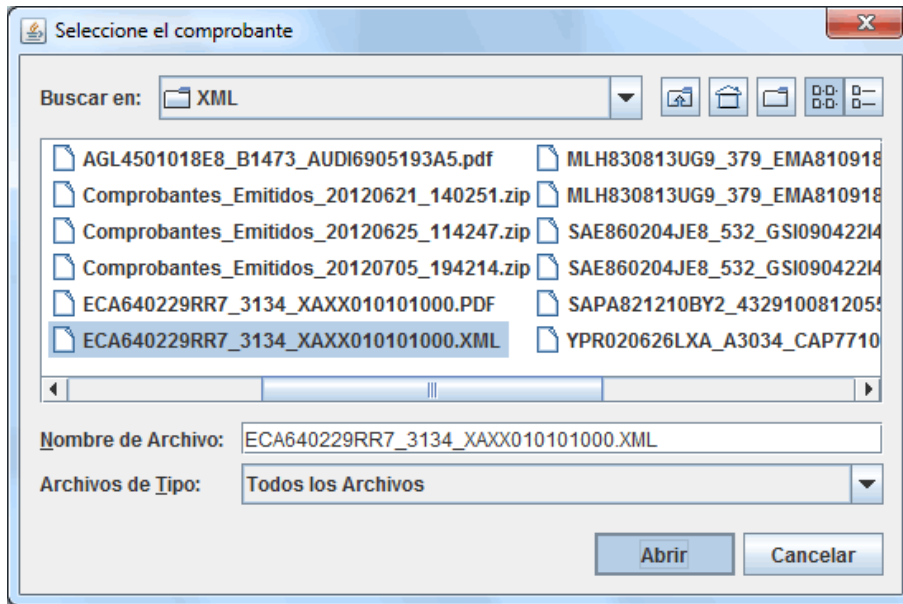 Seleccione el comprobante
Buscar en: XML
AGL4501018E8_B1473_AUDI6905193A5.pdf
Comprobantes_Emitidos_20120621_140251.zip
Comprobantes_Emitidos_20120625_114247.zip
Comprobantes_Emitidos_20120705_194214.zip
ECA640229RR7_3134_XAXX010101000.PDF
ECA640229RR7_3134_XAXX010101000.XML
MLH830813UG9_379_EMA810918
MLH830813UG9_379_EMA810918
SAE860204JE8_532_GSI090422I4
SAE860204JE8_532_GSI090422I4
SAPA821210BY2_4329100812055
YPR020626LXA_A3034_CAP7710
Nombre de Archivo: ECA640229RR7_3134_XAXX010101000.XML
Archivos de Tipo: Todos los Archivos
Abrir Cancelar